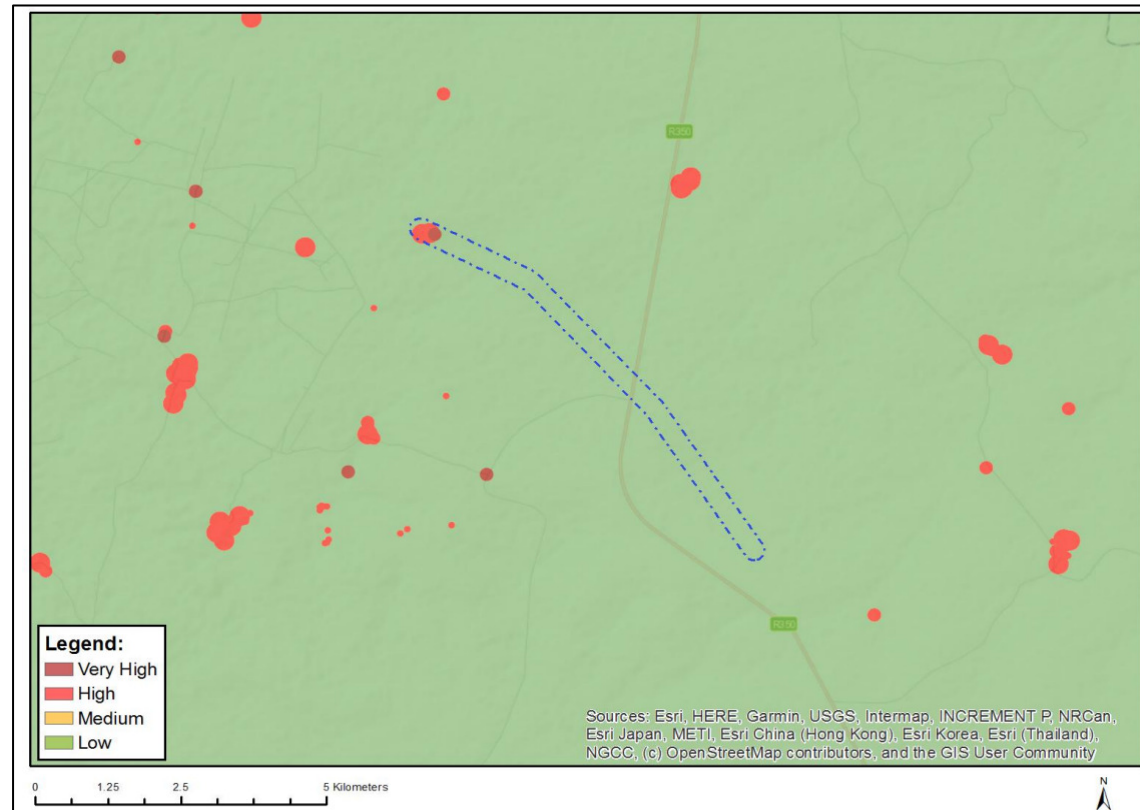 R350
R350
Legend:
Very High
High
Medium
Low
Sources: Esri, HERE, Garmin, USGS, Intermap, INCREMENT P, NRCan,
Esri Japan, METI, Esri China (Hong Kong), Esri Korea, Esri (Thailand),
NGCC, (c) OpenStreetMap contributors, and the GIS User Community
0 1.25 2.5 5 Kilometers
N